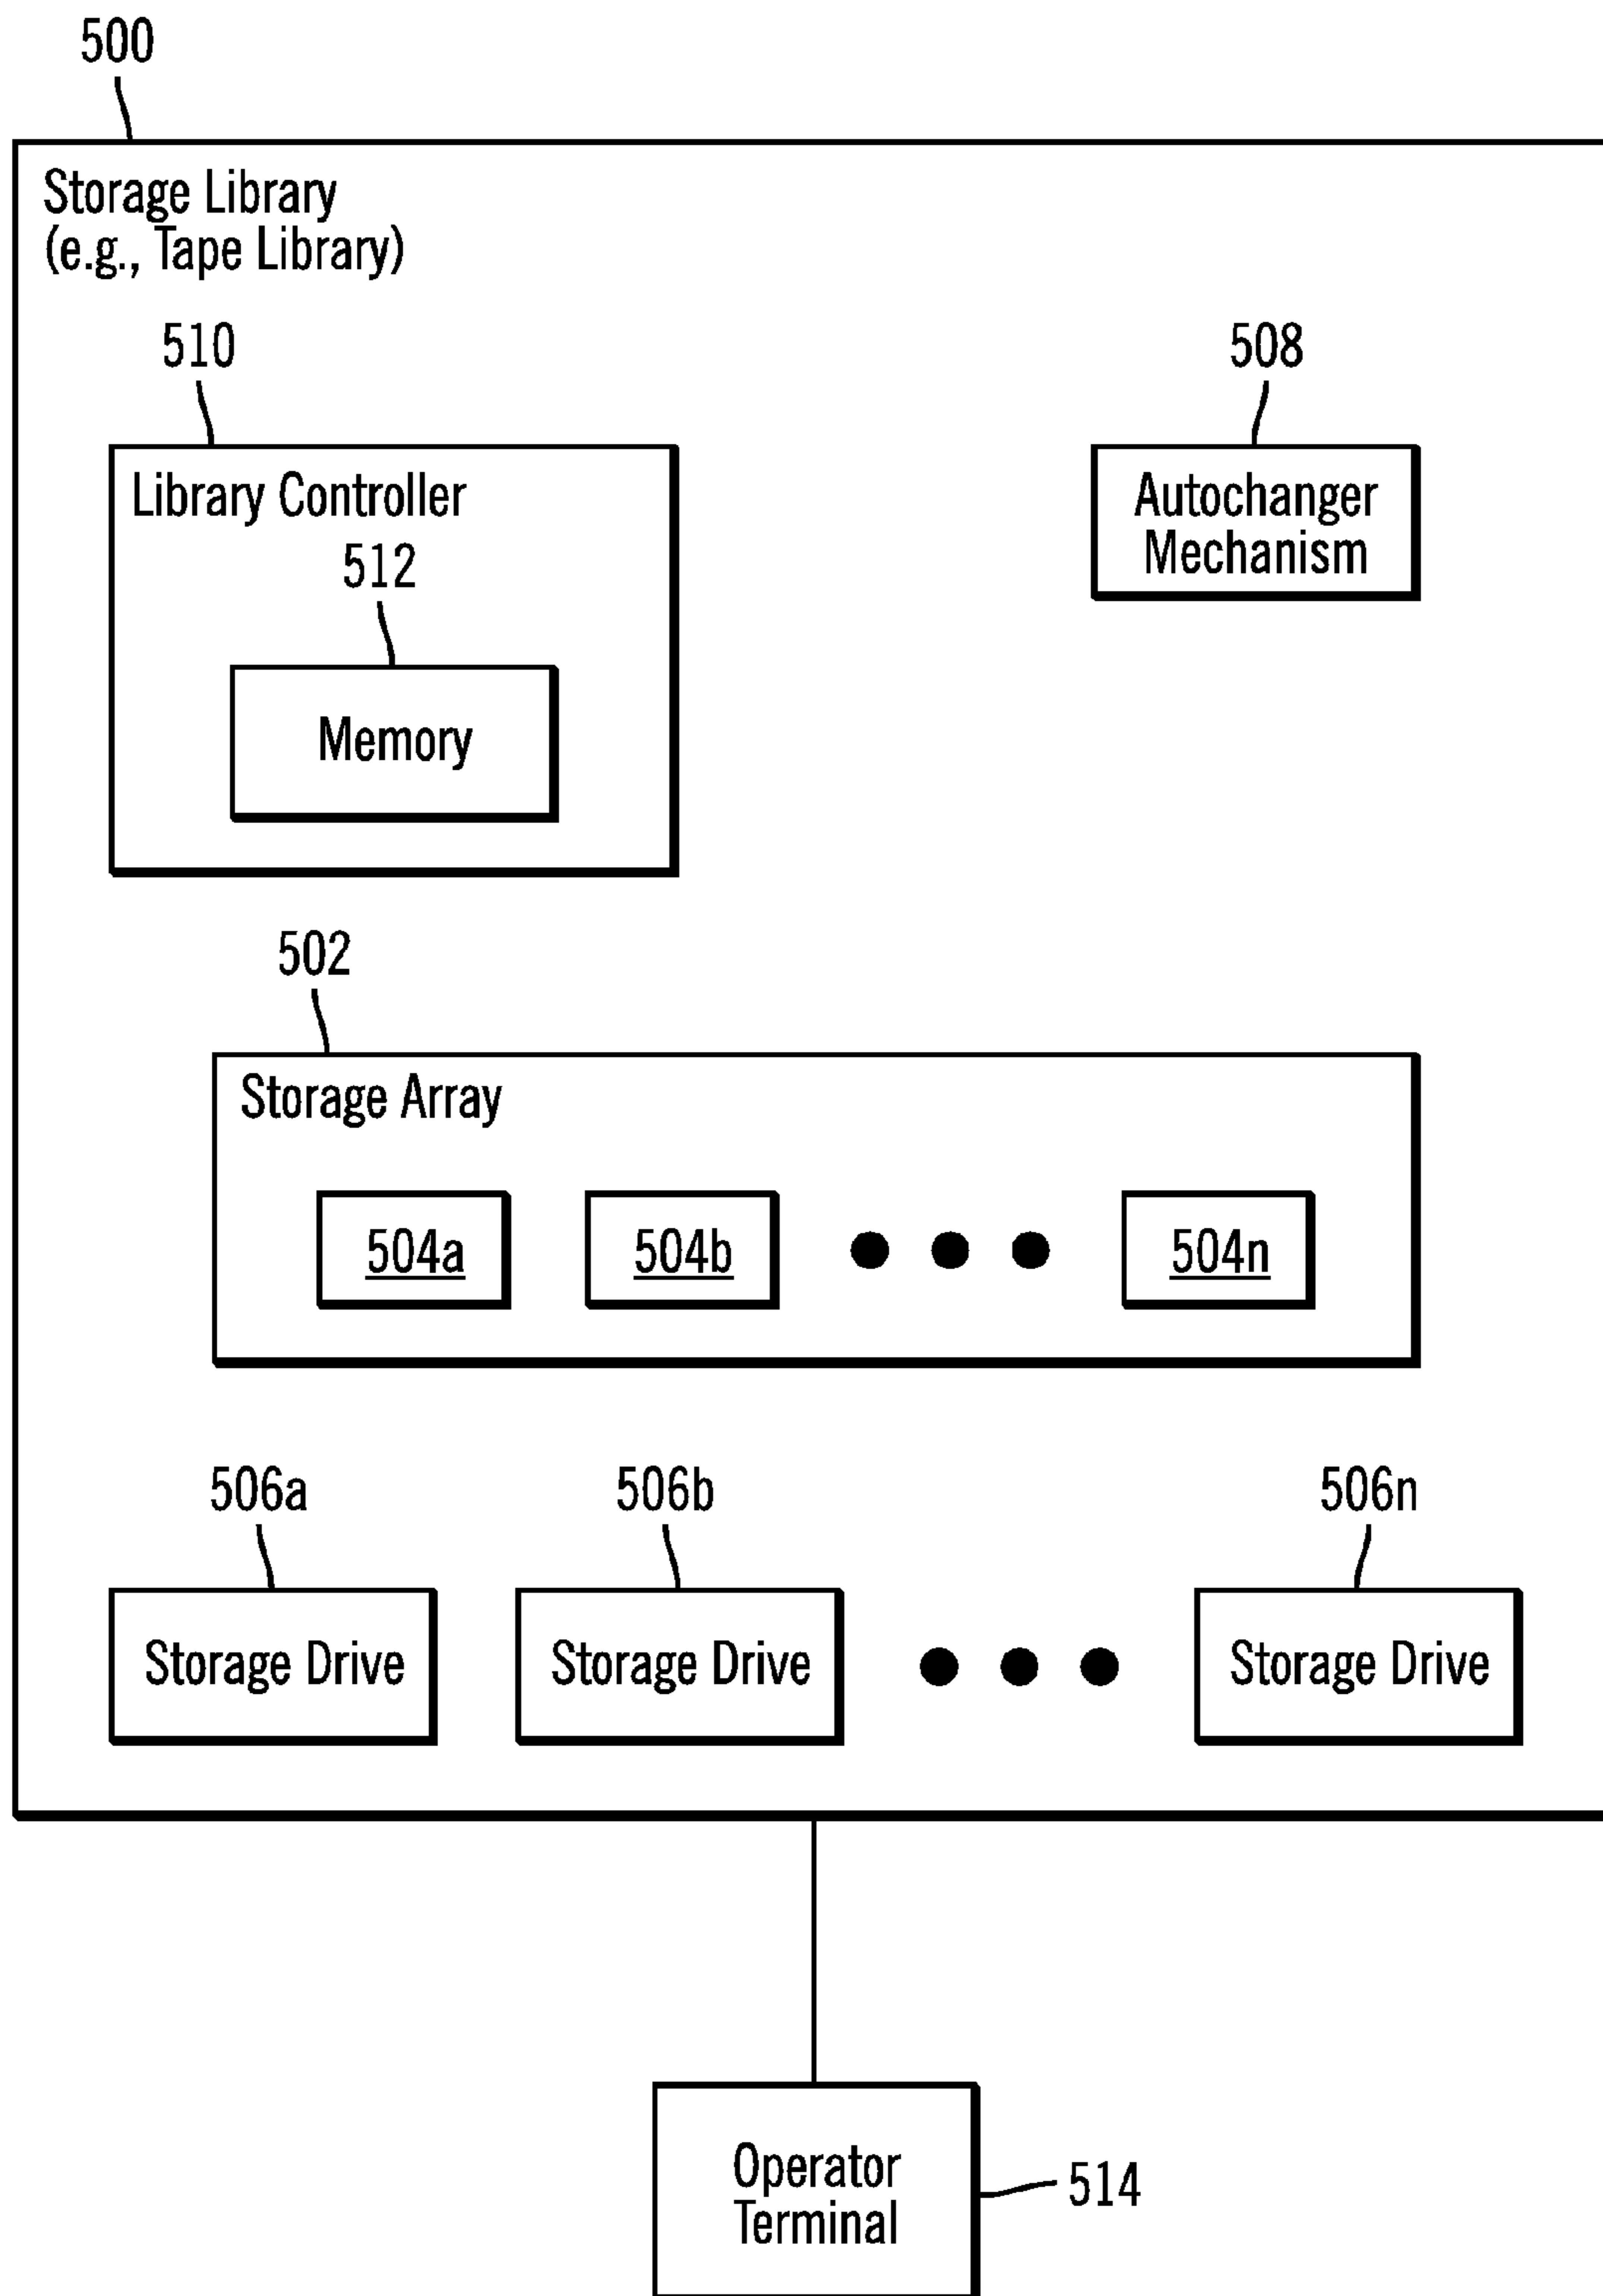 500
Storage Library
(e.g., Tape Library)
510
508
Library Controller
Autochanger
Mechanism
512
Memory
502
Storage Array
504a
504b
504n
506a
506b
506n
Storage Drive
Storage Drive
Storage Drive
Operator
Terminal
514